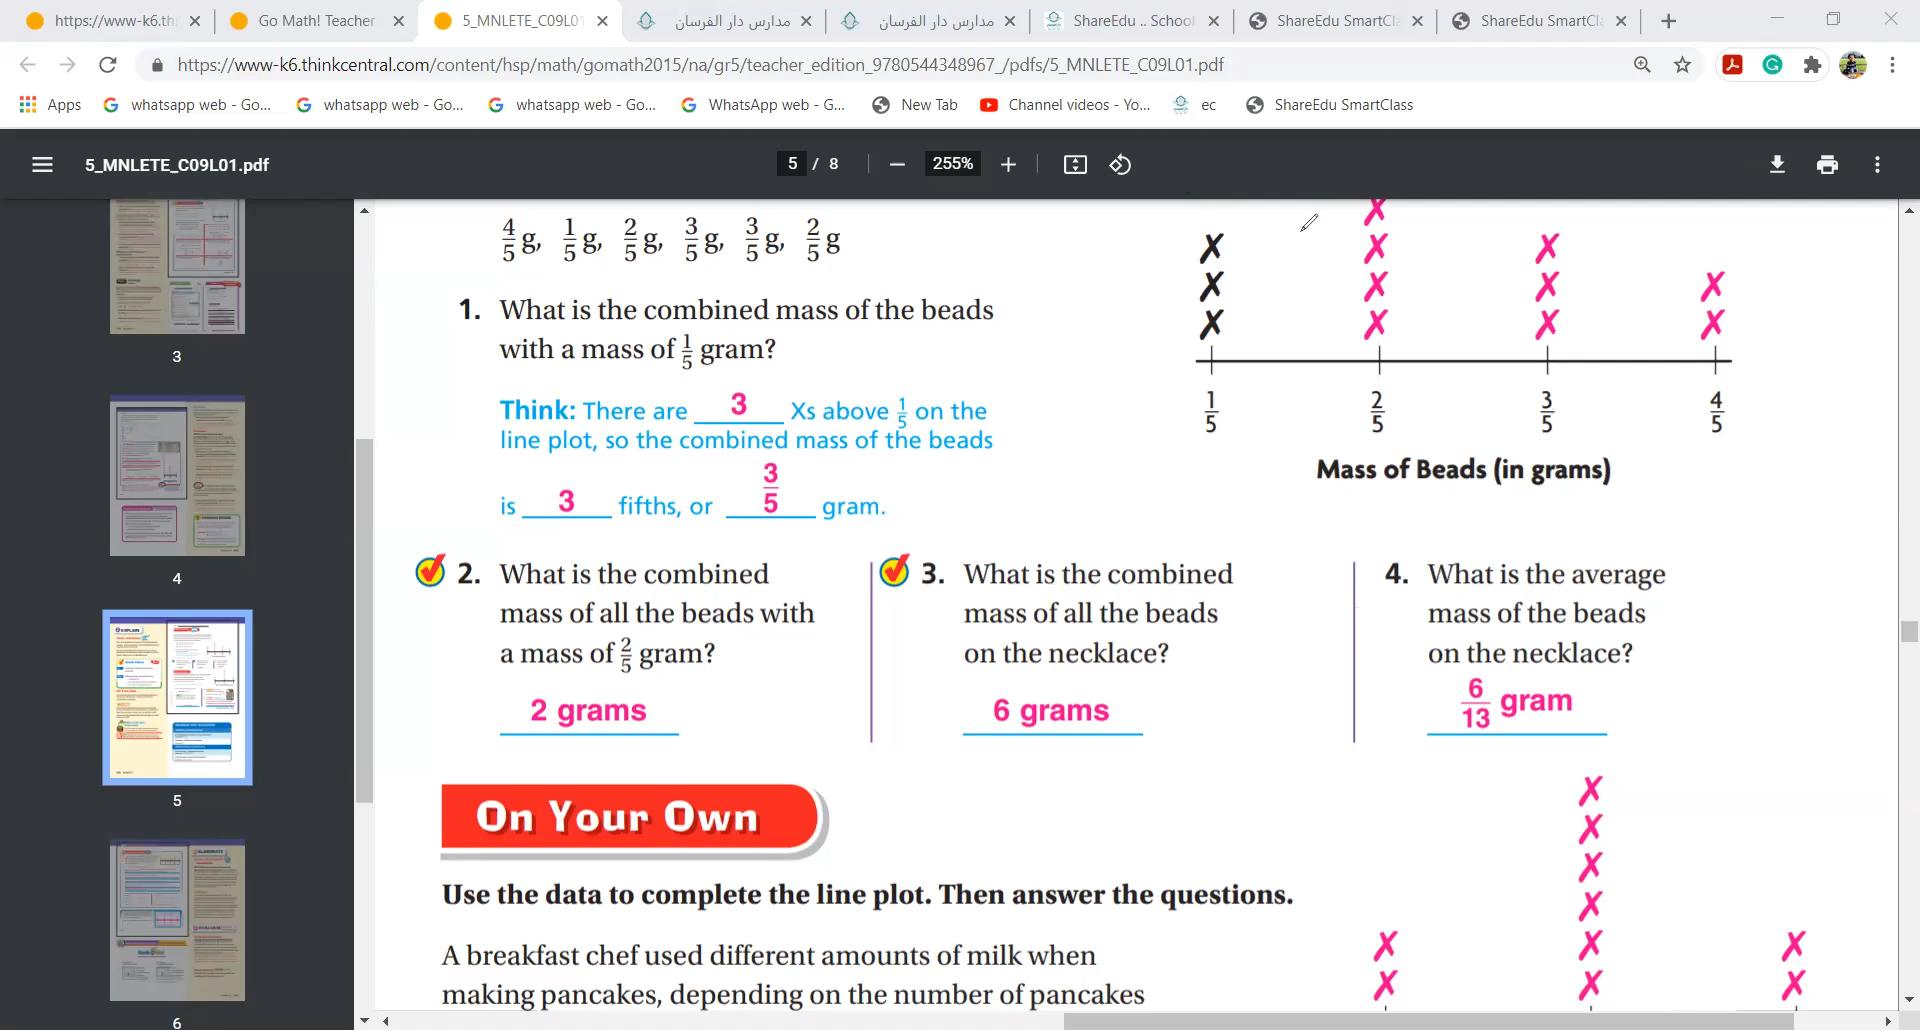 https://www-k6.thi
Go Math! Teacher
5_MNLETE_C09L01
مدارس دار الفرسان
مدارس دار الفرسان
ShareEdu .. School
ShareEdu SmartCla
ShareEdu SmartCla
https://www-k6.thinkcentral.com/content/hsp/math/gomath2015/na/gr5/teacher_edition_9780544348967_/pdfs/5_MNLETE_C09L01.pdf
Apps whatsapp web - Go... whatsapp web - Go... whatsapp web - Go... WhatsApp web - G... New Tab Channel videos - Yo... ec ShareEdu SmartClass
5_MNLETE_C09L01.pdf 5 / 8 255%
3
4
5
6
4/5 g, 1/5 g, 2/5 g, 3/5 g, 3/5 g, 2/5 g
1. What is the combined mass of the beads
with a mass of 1/5 gram?
Think: There are 3 Xs above 1/5 on the
line plot, so the combined mass of the beads
is 3 fifths, or 3/5 gram.
X
X X X
X X X X
X X X X
1/5 2/5 3/5 4/5
Mass of Beads (in grams)
2. What is the combined
mass of all the beads with
a mass of 2/5 gram?
2 grams
3. What is the combined
mass of all the beads
on the necklace?
6 grams
4. What is the average
mass of the beads
on the necklace?
6/13 gram
On Your Own
Use the data to complete the line plot. Then answer the questions.
A breakfast chef used different amounts of milk when
making pancakes, depending on the number of pancakes
X
X
X
X
X X X
X X X